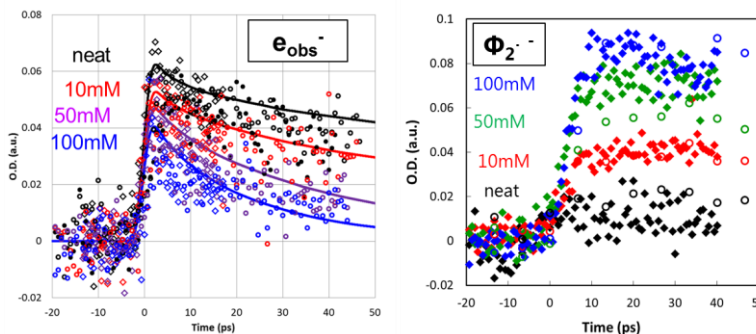 e_obs^-
neat
10mM
50mM
100mM
O.D. (a.u.)
0.08
0.06
0.04
0.02
0
-0.02
-20
-10
0
10
20
30
40
50
Time (ps)
Φ₂˙⁻
100mM
50mM
10mM
neat
O.D. (a.u.)
0.1
0.08
0.06
0.04
0.02
0
-0.02
-20
-10
0
10
20
30
40
50
Time (ps)